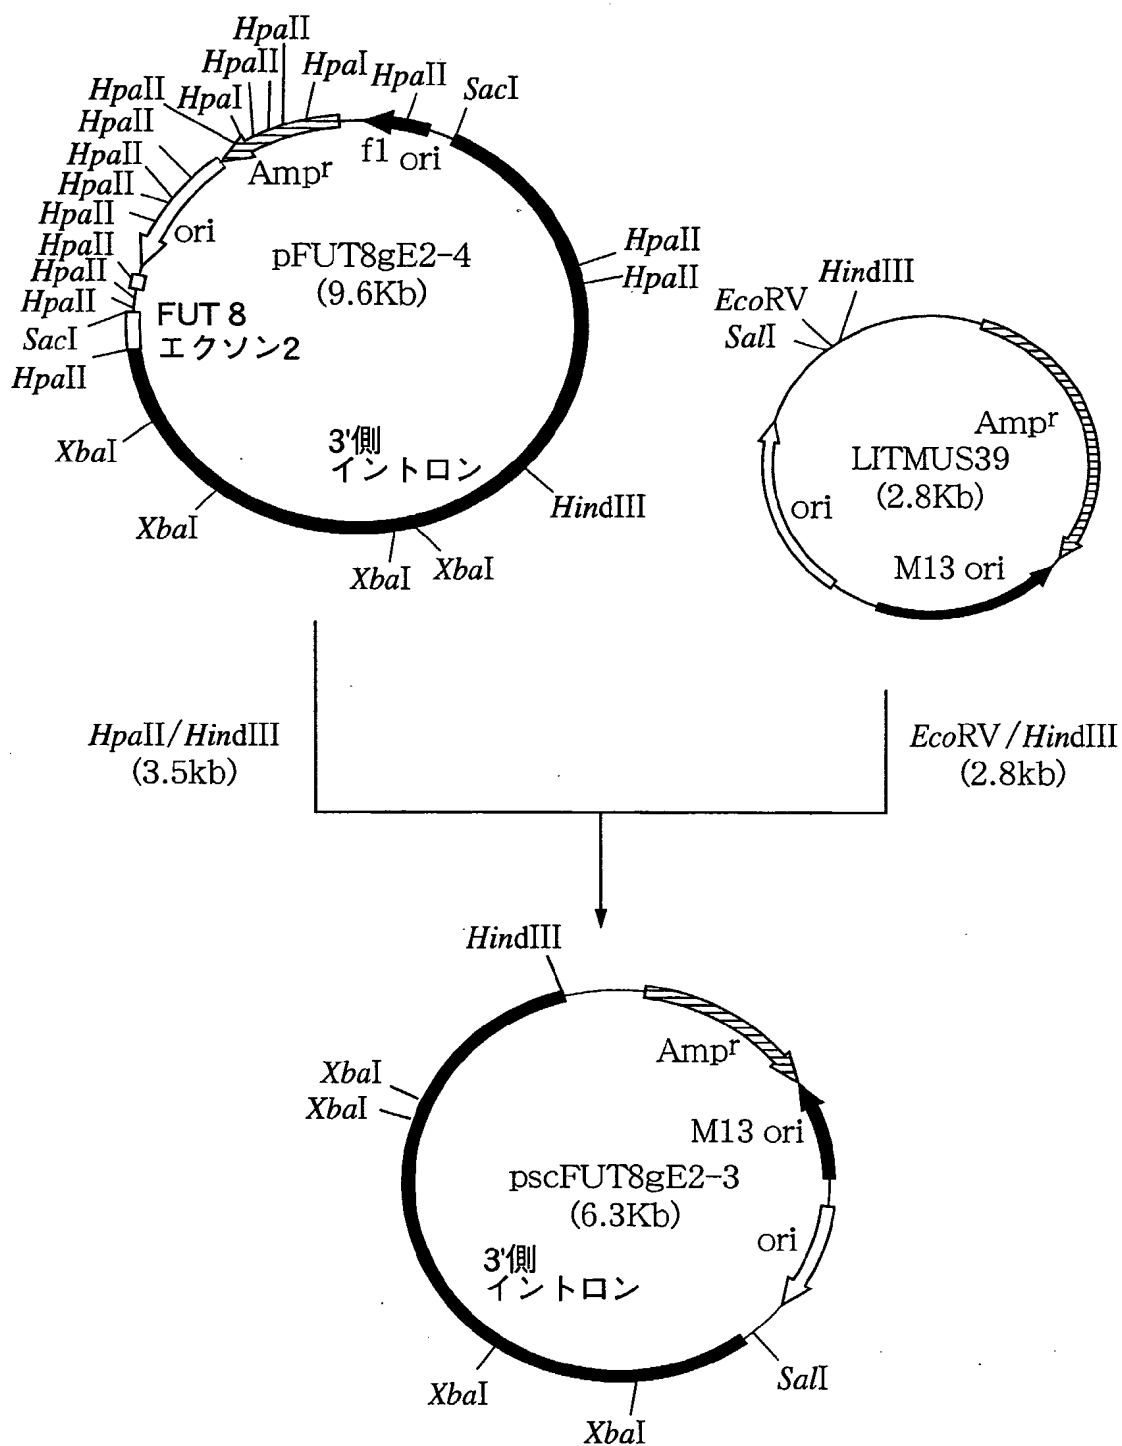 HpaII
HpaII
HpaI
HpaII
HpaII
HpaI
SacI
HpaII
HpaII
HpaII
HpaII
HpaII
HpaII
HpaII
SacI
HpaII
f1 ori
Ampr
ori
pFUT8gE2-4
(9.6Kb)
FUT8
エクソン2
HpaII
HpaII
XbaI
XbaI
XbaI
XbaI
HindIII
3'側
イントロン
HindIII
EcoRV
SalI
Ampr
LITMUS39
(2.8Kb)
ori
M13 ori
HpaII/HindIII
(3.5kb)
EcoRV/HindIII
(2.8kb)
HindIII
Ampr
XbaI
XbaI
M13 ori
pscFUT8gE2-3
(6.3Kb)
ori
3'側
イントロン
SalI
XbaI
XbaI